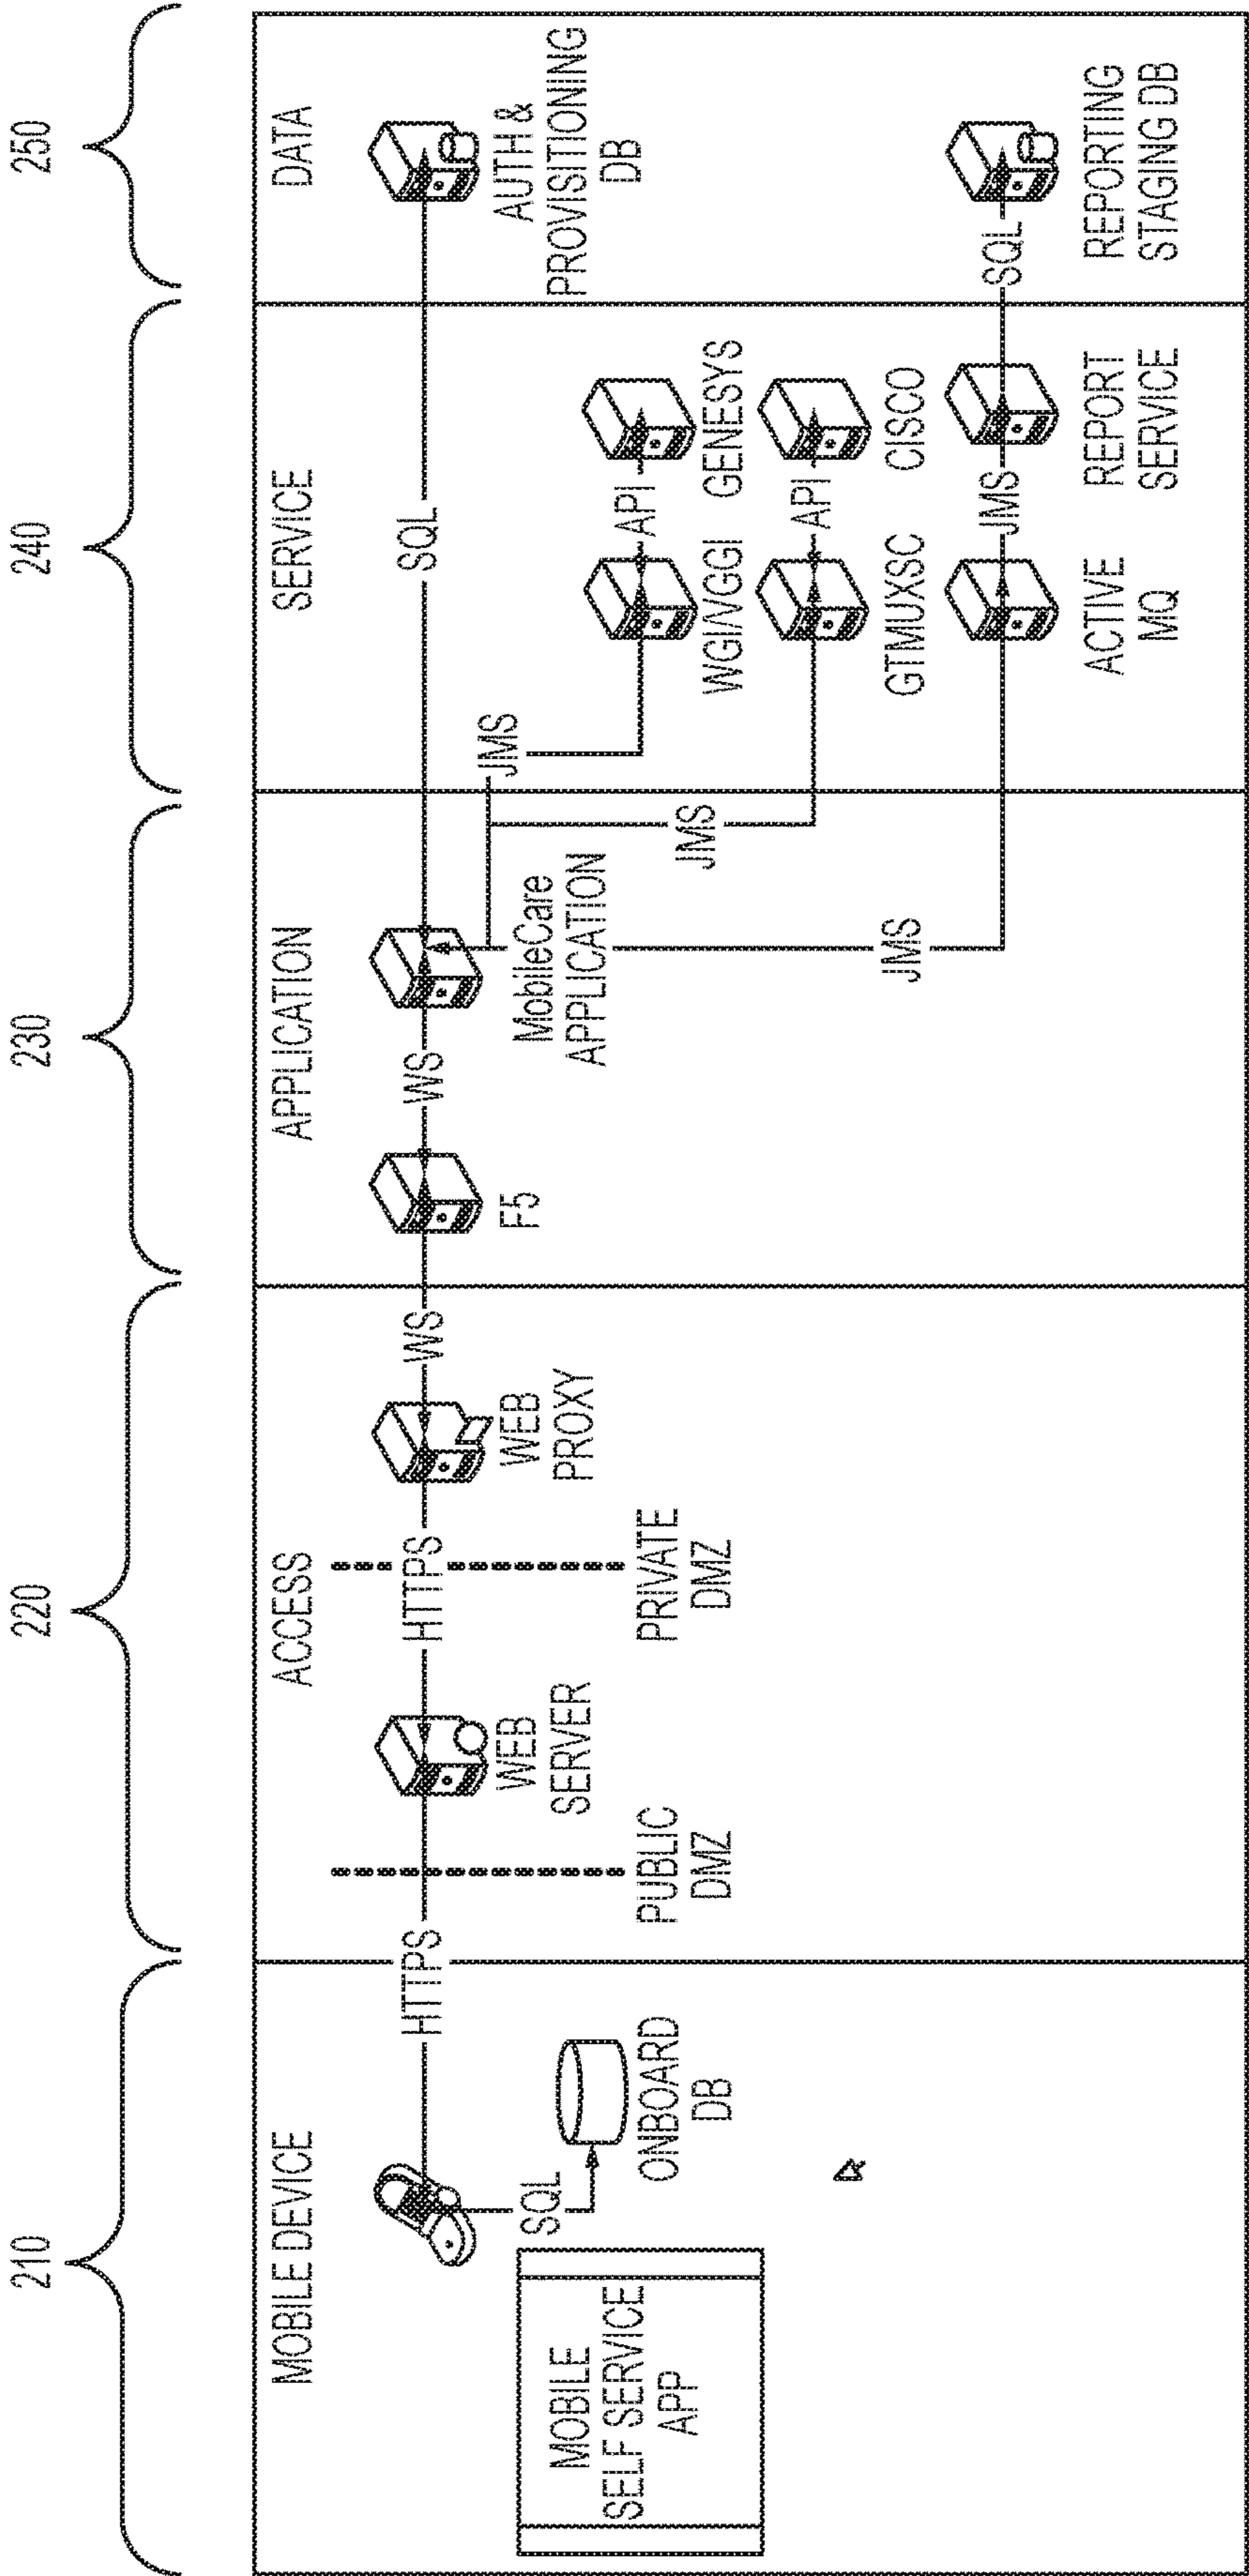 210
220
230
240
250
MOBILE DEVICE
ACCESS
APPLICATION
SERVICE
DATA
MOBILE
SELF SERVICE
APP
SQL
ONBOARD
DB
HTTPS
PUBLIC
DMZ
WEB
SERVER
HTTPS
PRIVATE
DMZ
WEB
PROXY
WS
F5
WS
MobileCare
APPLICATION
SQL
JMS
JMS
JMS
WGI/VGGI
API
GENESYS
GTMUXSC
API
CISCO
ACTIVE
MQ
JMS
REPORT
SERVICE
SQL
AUTH &
PROVISITIONING
DB
REPORTING
STAGING DB